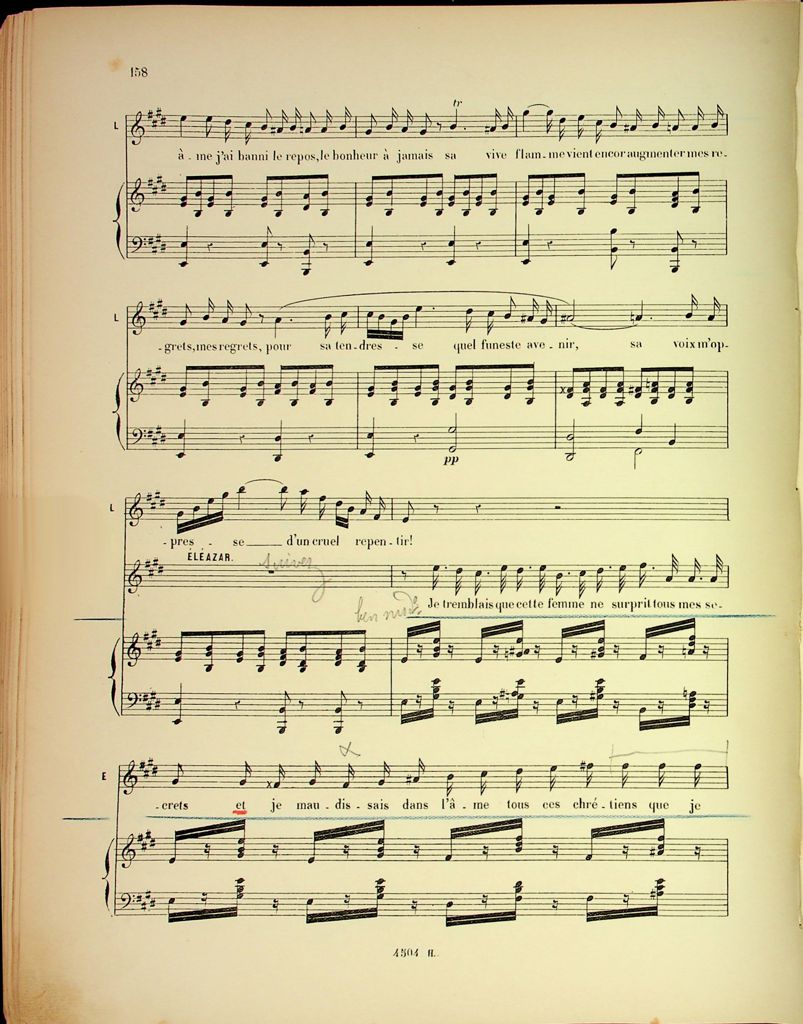 158
tr
L
à - me j'ai banni le repos, le bonheur à jamais sa vive flam - me vient encor augmenter mes re -
L
- grets, mes regrets, pour sa ten - dres - se quel funeste ave - nir, sa voix m'op -
pp
L
- pres - se d'un cruel repen - tir!
ÉLÉAZAR.
suivez
Je tremblais que cette femme ne surprit tous mes se -
E
- crets et je mau - dis - sais dans l'â - me tous ces chré - tiens que je
4504 H.